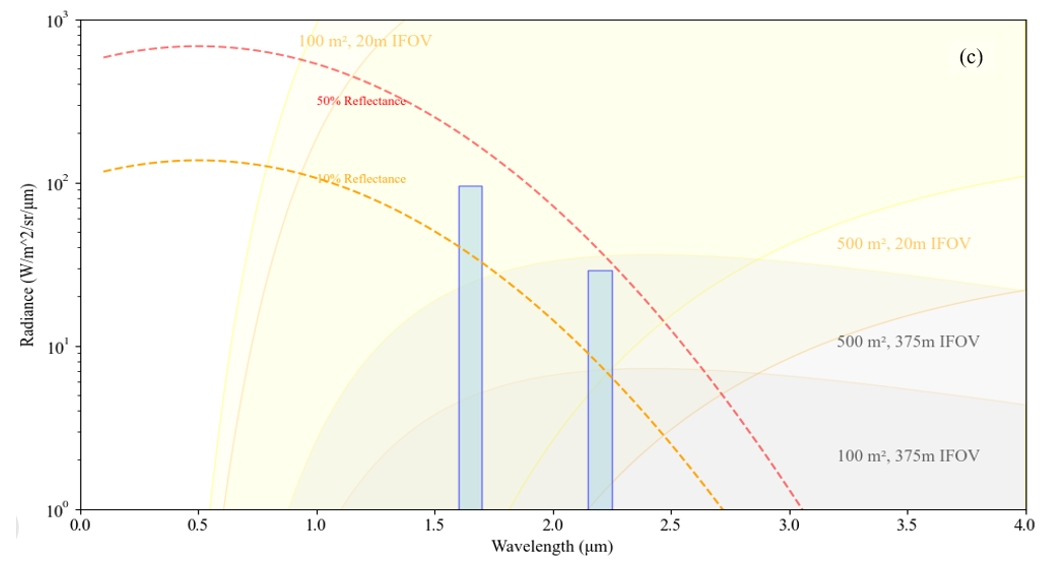 10³
100 m², 20m IFOV
(c)
50% Reflectance
10²
10% Reflectance
500 m², 20m IFOV
Radiance (W/m^2/sr/μm)
10¹
500 m², 375m IFOV
100 m², 375m IFOV
10⁰
0.0 0.5 1.0 1.5 2.0 2.5 3.0 3.5 4.0
Wavelength (μm)